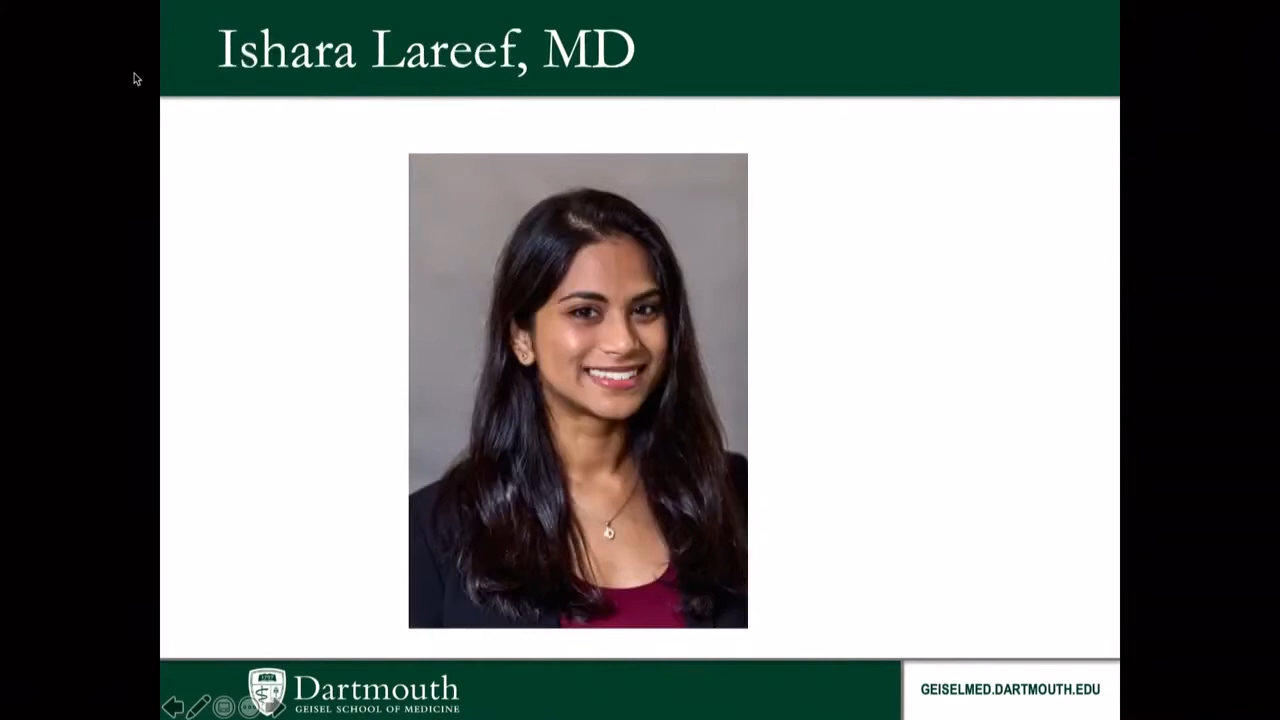 Ishara Lareef, MD
Dartmouth
GEISEL SCHOOL OF MEDICINE
GEISELMED.DARTMOUTH.EDU